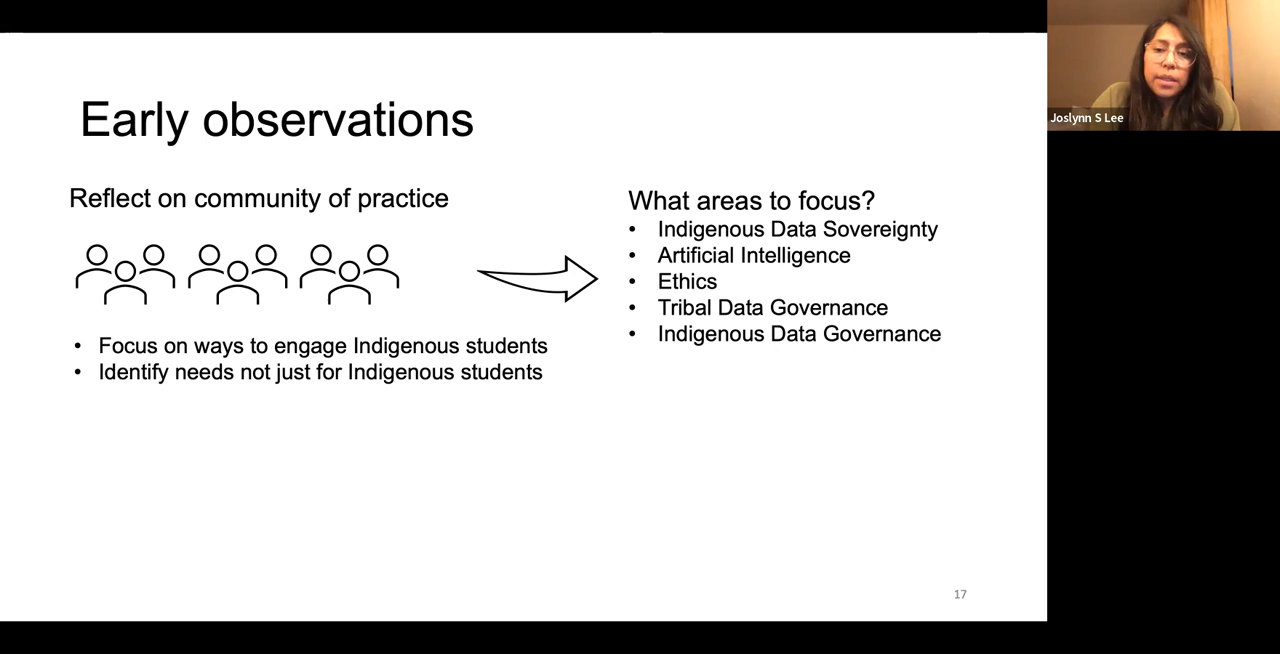 Early observations
Reflect on community of practice
• Focus on ways to engage Indigenous students
• Identify needs not just for Indigenous students
What areas to focus?
• Indigenous Data Sovereignty
• Artificial Intelligence
• Ethics
• Tribal Data Governance
• Indigenous Data Governance
17
Joslynn S Lee